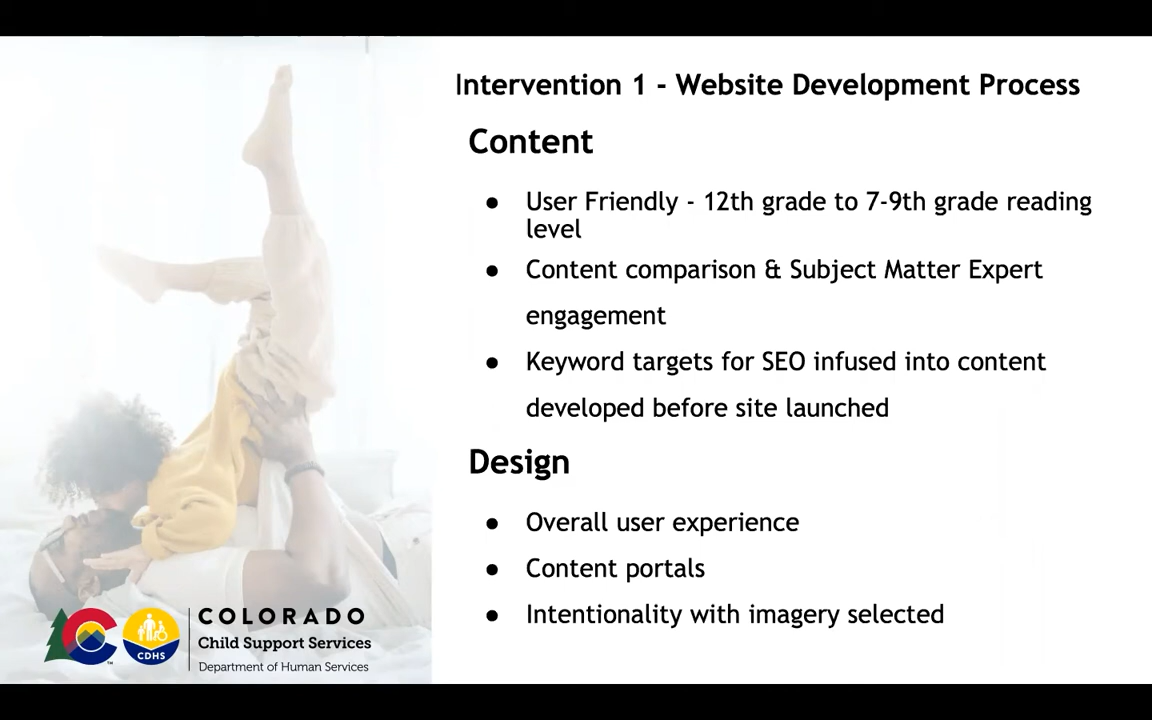 Intervention 1 - Website Development Process
Content
● User Friendly - 12th grade to 7-9th grade reading
level
● Content comparison & Subject Matter Expert
engagement
● Keyword targets for SEO infused into content
developed before site launched
Design
● Overall user experience
● Content portals
● Intentionality with imagery selected
CDHS
COLORADO
Child Support Services
Department of Human Services